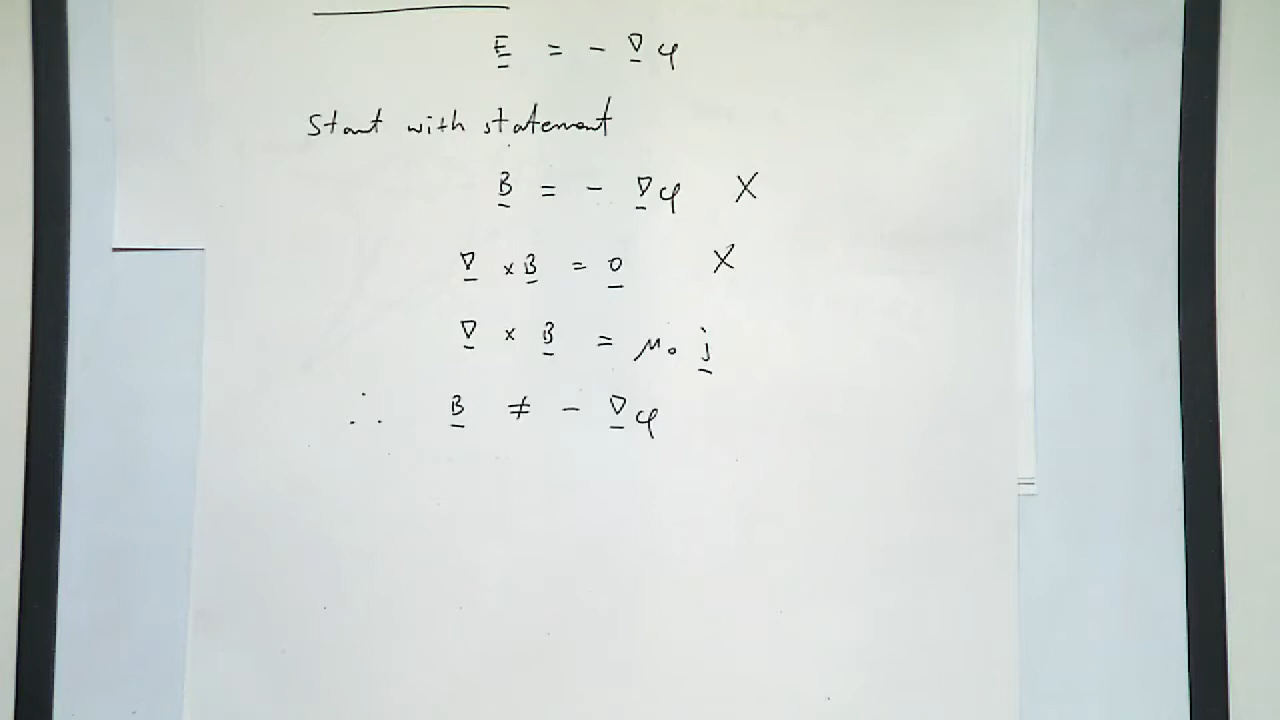 E = - ∇φ
Start with statement
B = - ∇φ X
∇ × B = 0 X
∇ × B = μ₀ j
∴ B ≠ - ∇φ